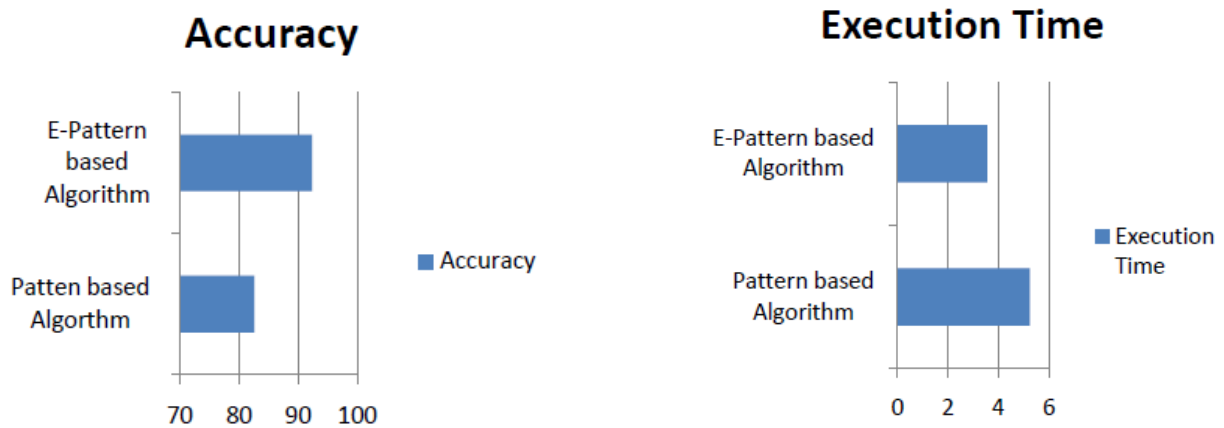 Accuracy
E-Pattern
based
Algorithm
Patten based
Algorthm
70 80 90 100
Accuracy
Execution Time
E-Pattern based
Algorithm
Pattern based
Algorithm
0 2 4 6
Execution
Time